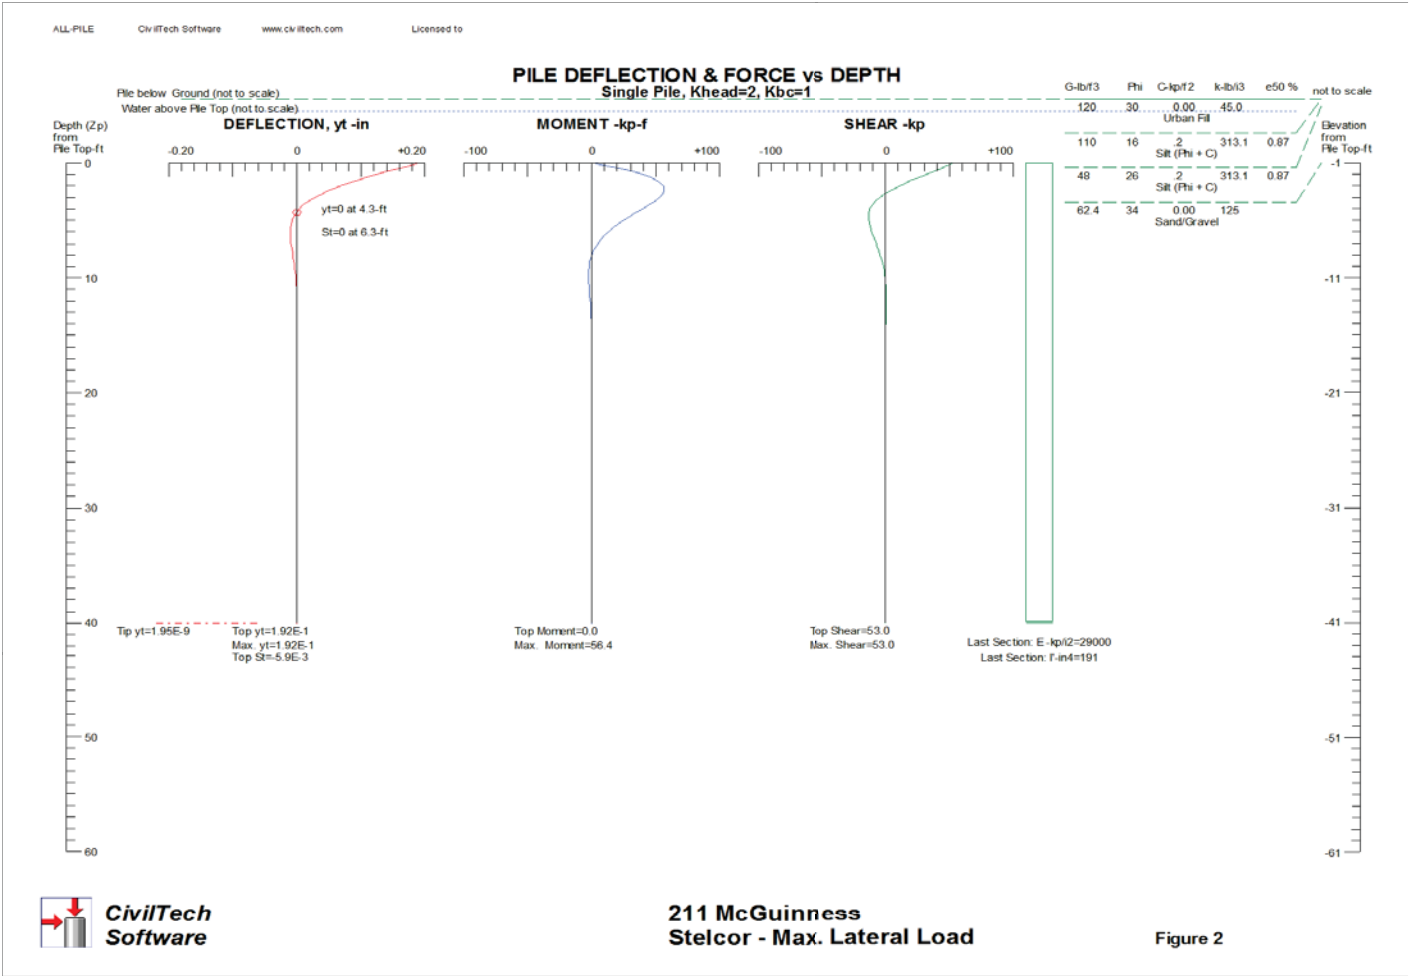 ALL-PILE CivilTech Software www.civiltech.com Licensed to
PILE DEFLECTION & FORCE vs DEPTH
Single Pile, Khead=2, Kbc=1
Pile below Ground (not to scale)
Water above Pile Top (not to scale)
G-lb/f3 Phi C-kp/f2 k-lb/i3 e50 % not to scale
120 30 0.00 45.0
Urban Fill
110 16 .2 313.1 0.87
Silt (Phi + C)
48 26 .2 313.1 0.87
Silt (Phi + C)
62.4 34 0.00 125
Sand/Gravel
Depth (Zp)
from
Pile Top-ft
DEFLECTION, yt -in
MOMENT -kp-f
SHEAR -kp
Elevation
from
Pile Top-ft
-0.20 0 +0.20
-100 0 +100
-100 0 +100
0 -1
yt=0 at 4.3-ft
St=0 at 6.3-ft
10 -11
20 -21
30 -31
40 -41
50 -51
60 -61
Tip yt=1.95E-9
Top yt=1.92E-1
Max. yt=1.92E-1
Top St=-5.9E-3
Top Moment=0.0
Max. Moment=56.4
Top Shear=53.0
Max. Shear=53.0
Last Section: E-kp/i2=29000
Last Section: I'-in4=191
CivilTech
Software
211 McGuinness
Stelcor - Max. Lateral Load
Figure 2